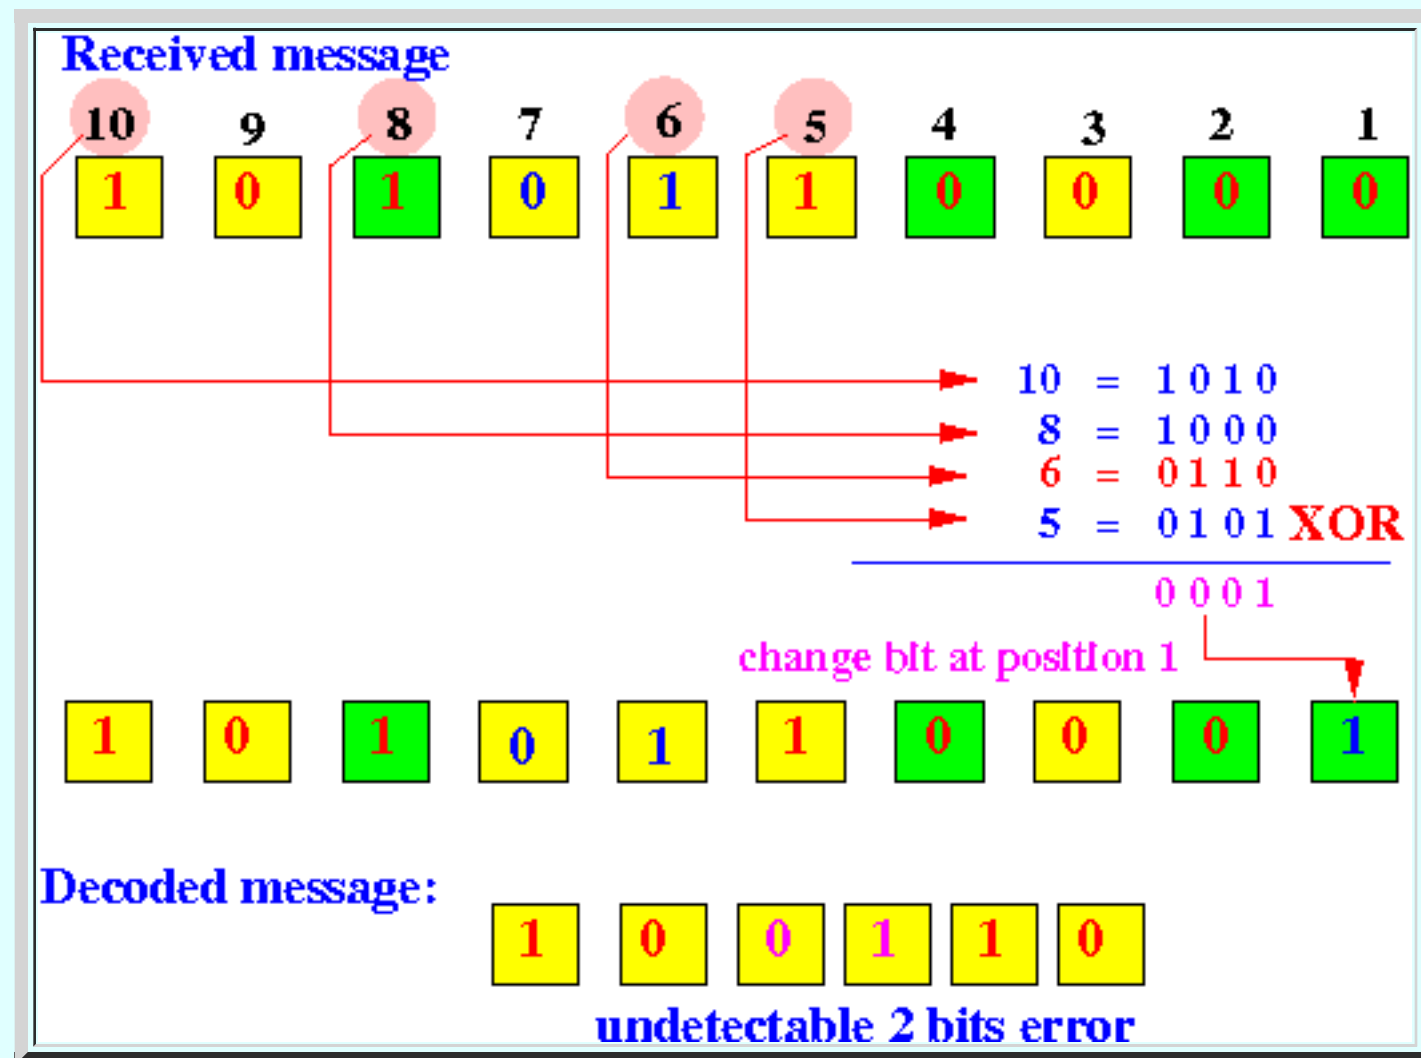 Received message
10 9 8 7 6 5 4 3 2 1
1 0 1 0 1 1 0 0 0 0
10 = 1 0 1 0
8 = 1 0 0 0
6 = 0 1 1 0
5 = 0 1 0 1 XOR
0 0 0 1
change bit at position 1
1 0 1 0 1 1 0 0 0 1
Decoded message:
1 0 0 1 1 0
undetectable 2 bits error